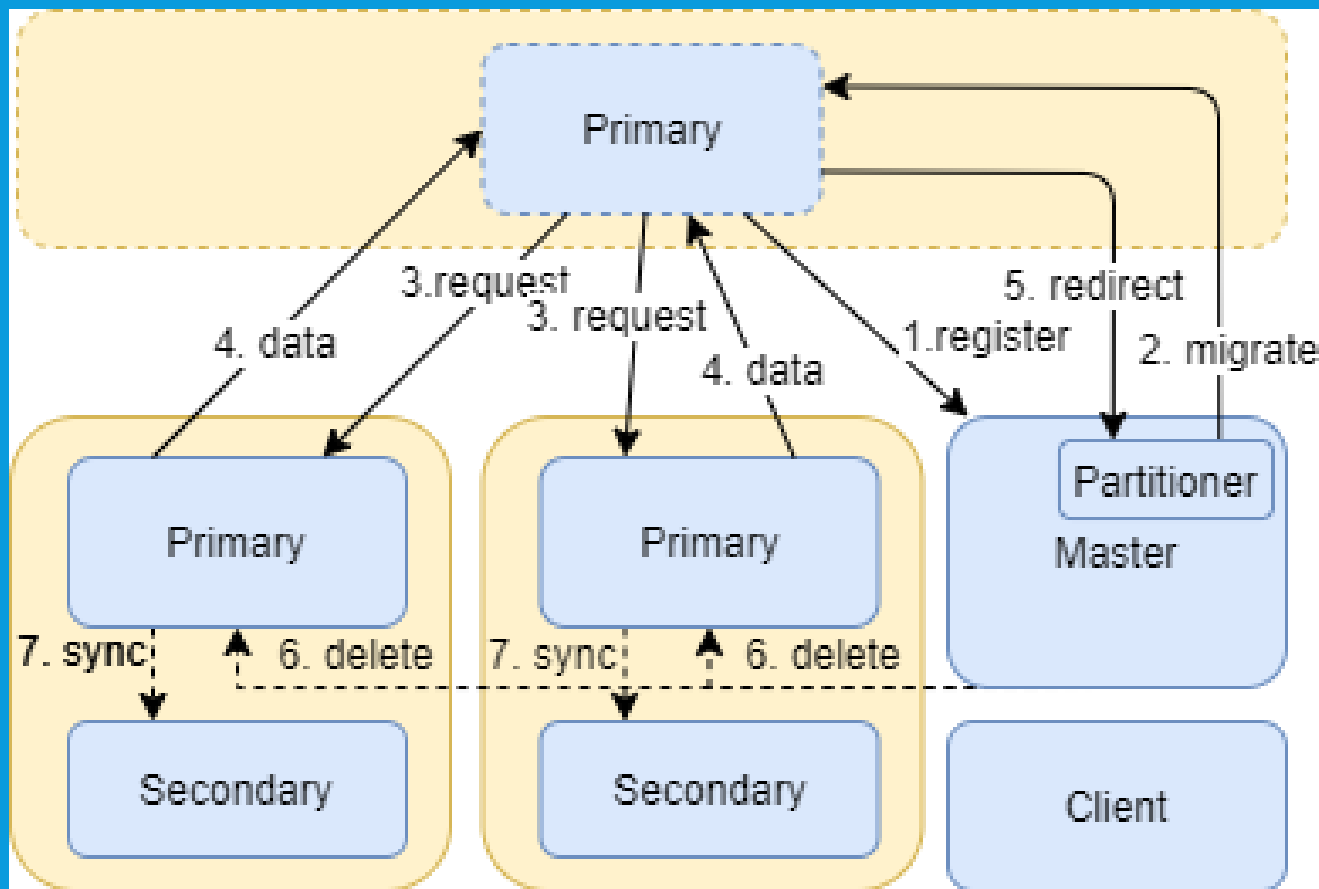 Primary
3.request
5. redirect
3. request
1.register
4. data
2. migrate
4. data
Partitioner
Primary
Primary
Master
7. sync
6. delete
7. sync
6. delete
Secondary
Secondary
Client